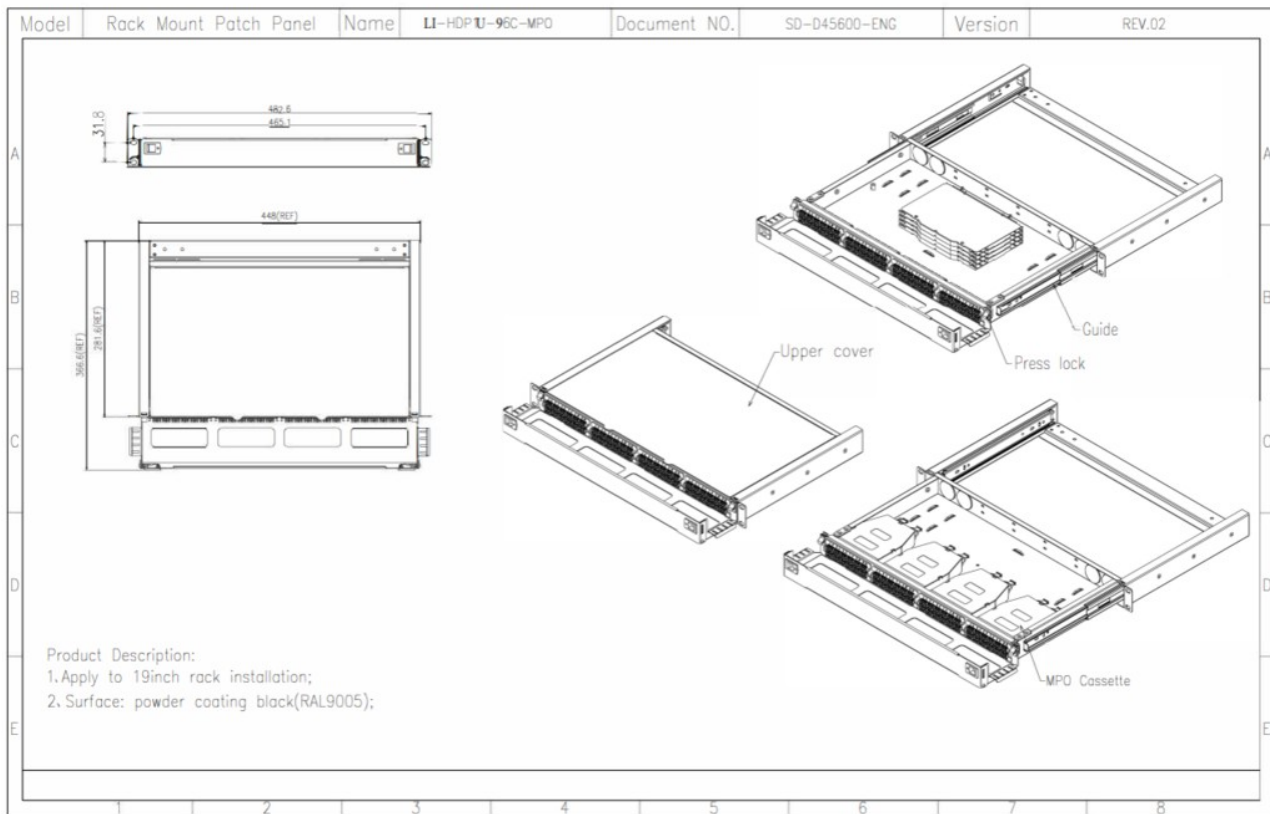 Model Rack Mount Patch Panel Name LI-HDP1U-96C-MPO Document NO. SD-D45600-ENG Version REV.02
482.6
465.1
31.8
A A
448(REF)
366.6(REF)
281.6(REF)
B B
Guide
Press lock
Upper cover
C C
D D
MPO Cassette
Product Description:
1、Apply to 19inch rack installation;
2、Surface: powder coating black(RAL9005);
E E
1 2 3 4 5 6 7 8